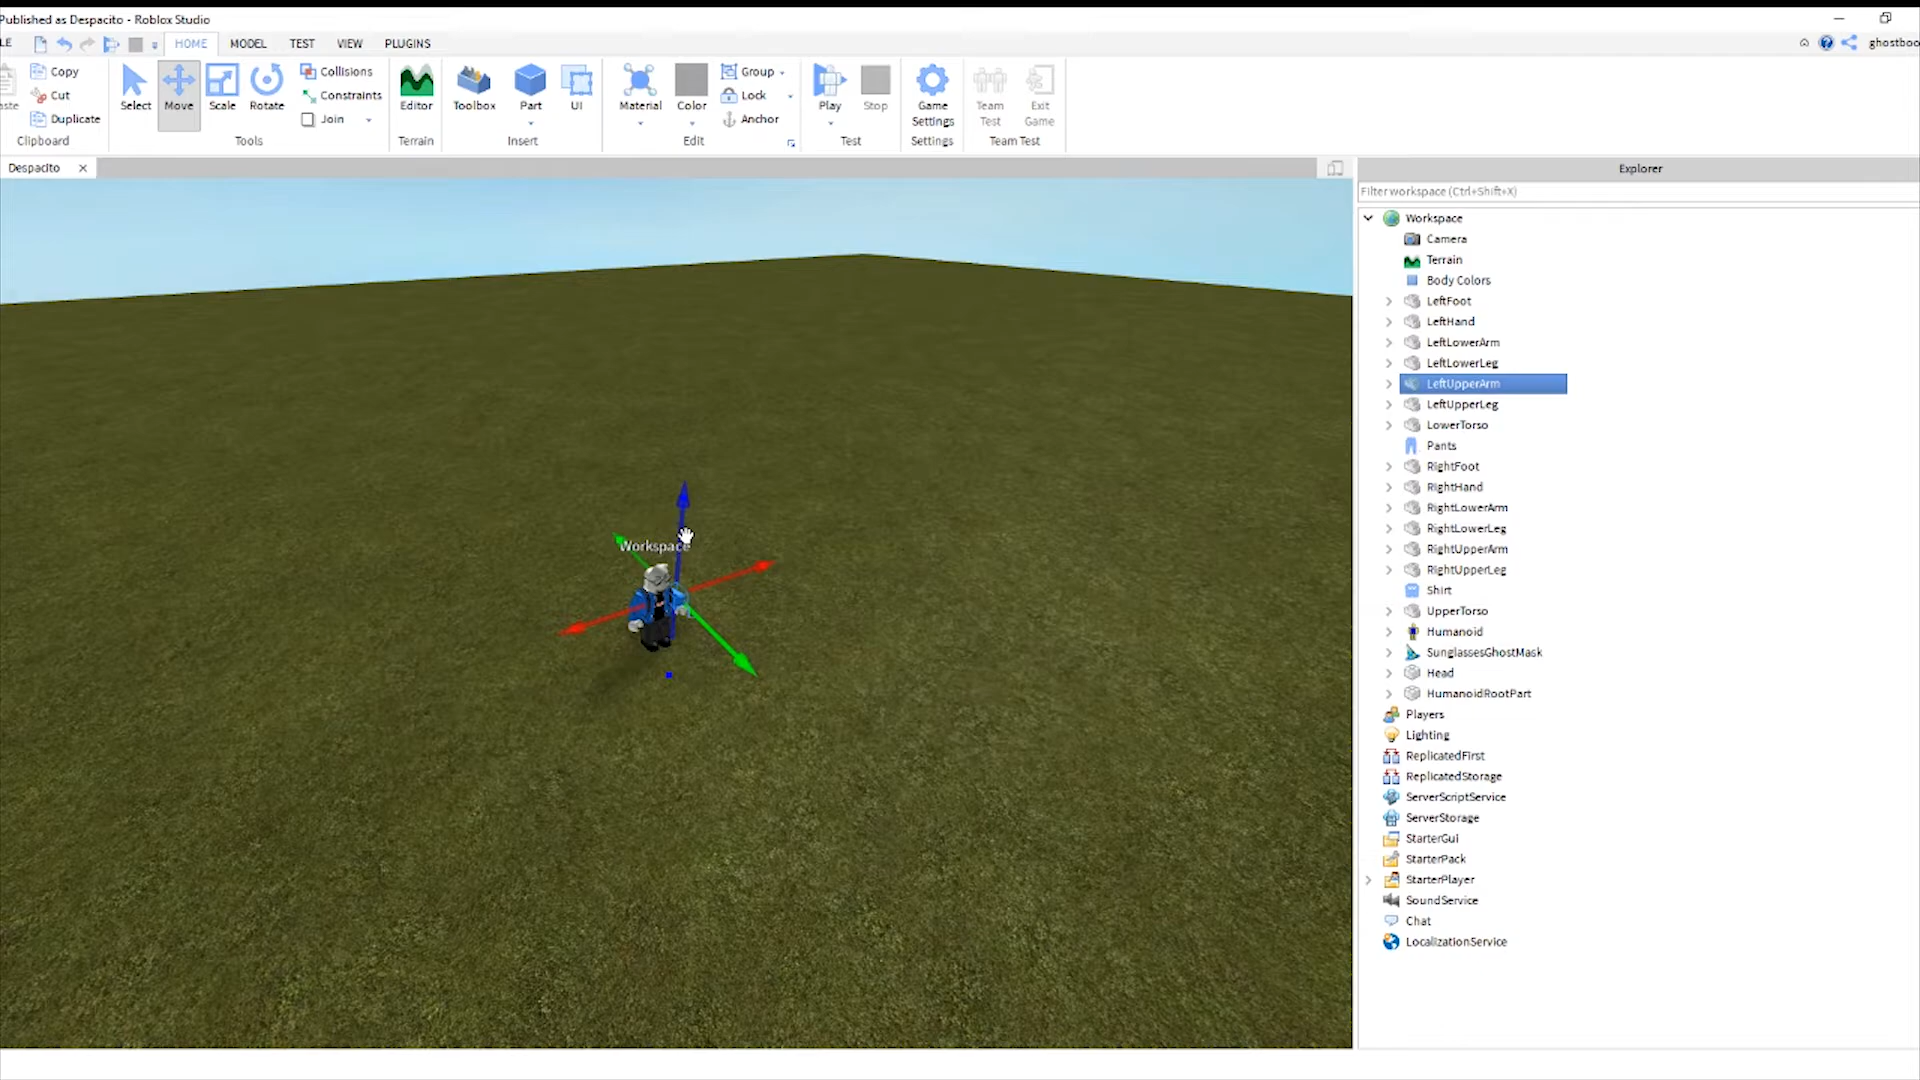 Published as Despacito - Roblox Studio
LE HOME MODEL TEST VIEW PLUGINS ghostboo
Copy
Cut
Duplicate
aste
Clipboard
Select Move Scale Rotate
Collisions
Constraints
Join
Tools
Editor
Terrain
Toolbox Part UI
Insert
Material Color
Group
Lock
Anchor
Edit
Play Stop
Test
Game
Settings
Settings
Team
Test
Exit
Game
Team Test
Despacito
Workspace
Explorer
Filter workspace (Ctrl+Shift+X)
Workspace
Camera
Terrain
Body Colors
LeftFoot
LeftHand
LeftLowerArm
LeftLowerLeg
LeftUpperArm
LeftUpperLeg
LowerTorso
Pants
RightFoot
RightHand
RightLowerArm
RightLowerLeg
RightUpperArm
RightUpperLeg
Shirt
UpperTorso
Humanoid
SunglassesGhostMask
Head
HumanoidRootPart
Players
Lighting
ReplicatedFirst
ReplicatedStorage
ServerScriptService
ServerStorage
StarterGui
StarterPack
StarterPlayer
SoundService
Chat
LocalizationService